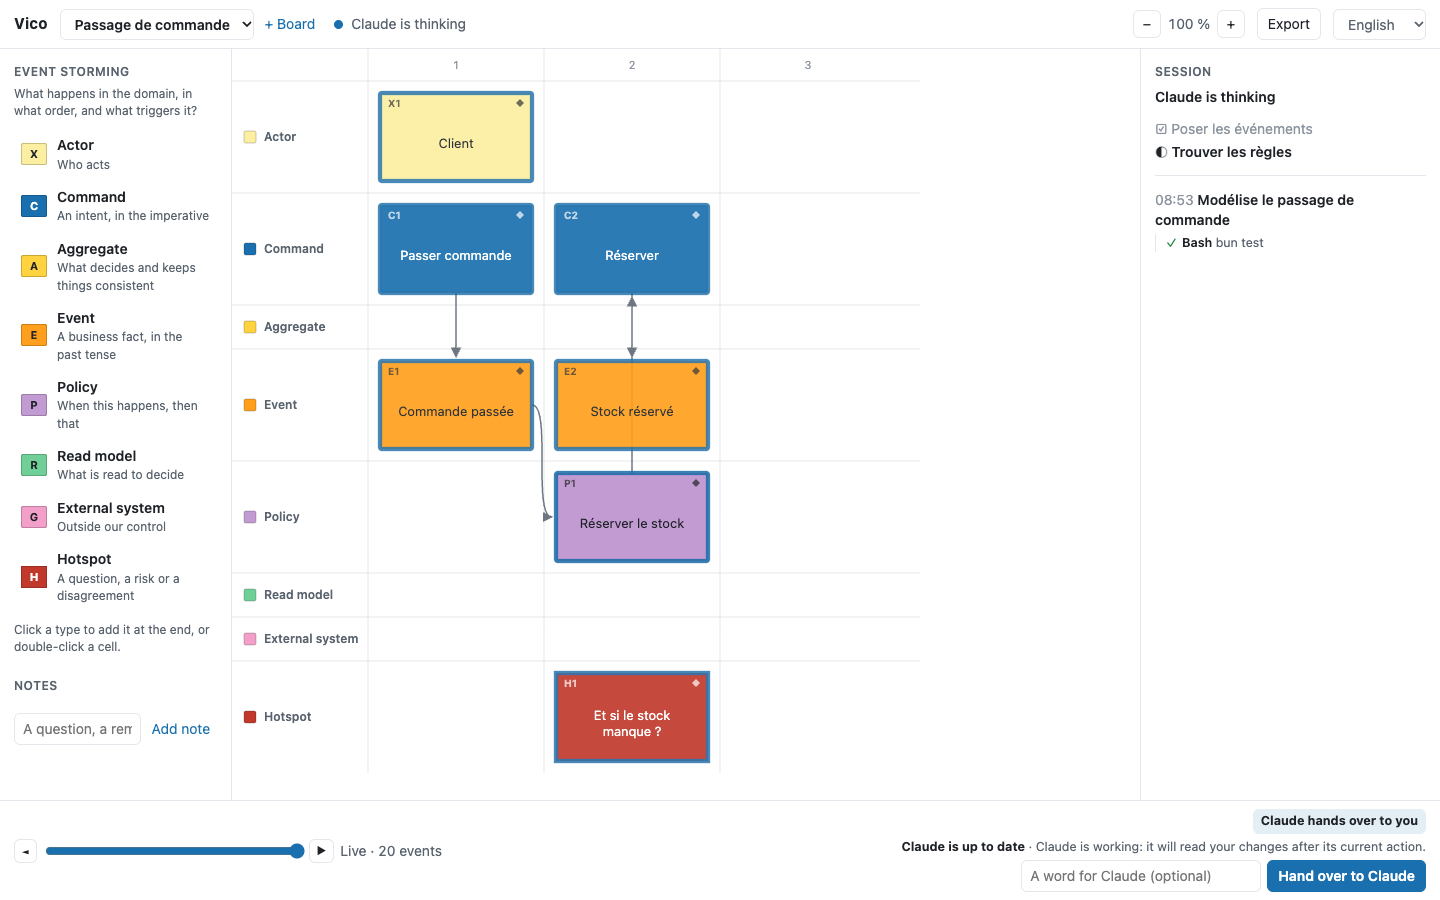 Vico
Passage de commande
+ Board
Claude is thinking
−
100 %
+
Export
English
EVENT STORMING
What happens in the domain, in
what order, and what triggers it?
X
Actor
Who acts
C
Command
An intent, in the imperative
A
Aggregate
What decides and keeps
things consistent
E
Event
A business fact, in the
past tense
P
Policy
When this happens, then
that
R
Read model
What is read to decide
G
External system
Outside our control
H
Hotspot
A question, a risk or a
disagreement
Click a type to add it at the end, or
double-click a cell.
NOTES
A question, a rem
Add note
1
2
3
Actor
X1
Client
Command
C1
Passer commande
C2
Réserver
Aggregate
Event
E1
Commande passée
E2
Stock réservé
Policy
P1
Réserver le stock
Read model
External system
Hotspot
H1
Et si le stock
manque ?
SESSION
Claude is thinking
Poser les événements
Trouver les règles
08:53 Modélise le passage de
commande
✓ Bash bun test
Live · 20 events
Claude hands over to you
Claude is up to date · Claude is working: it will read your changes after its current action.
A word for Claude (optional)
Hand over to Claude